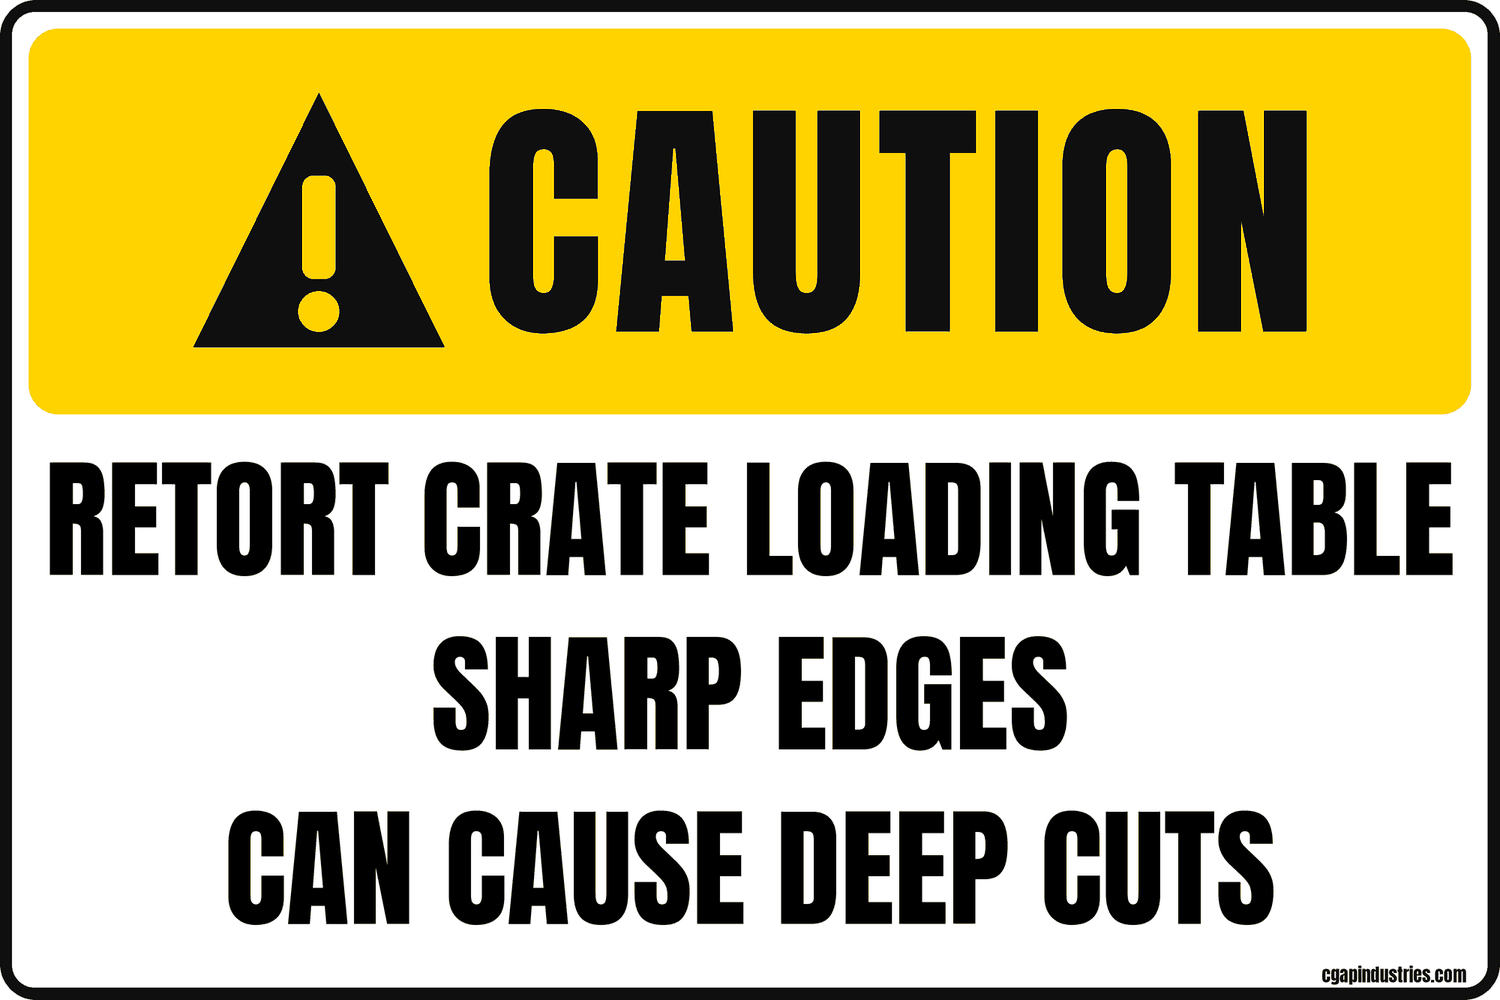 CAUTION
RETORT CRATE LOADING TABLE
SHARP EDGES
CAN CAUSE DEEP CUTS
cgapindustries.com